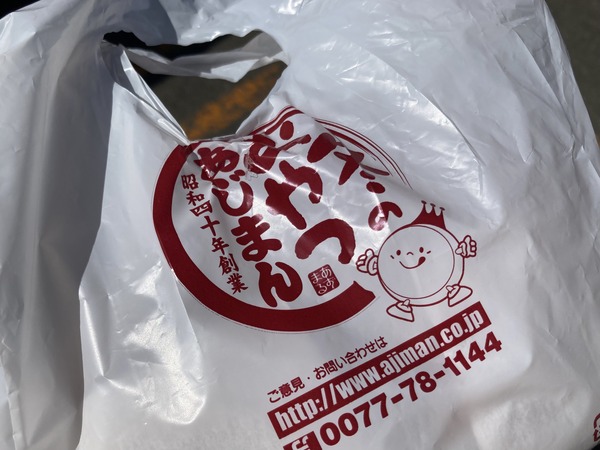 おやつ
あじまん
昭和四十年創業
ご意見・お問い合わせは
http://www.ajiman.co.jp
0077-78-1144